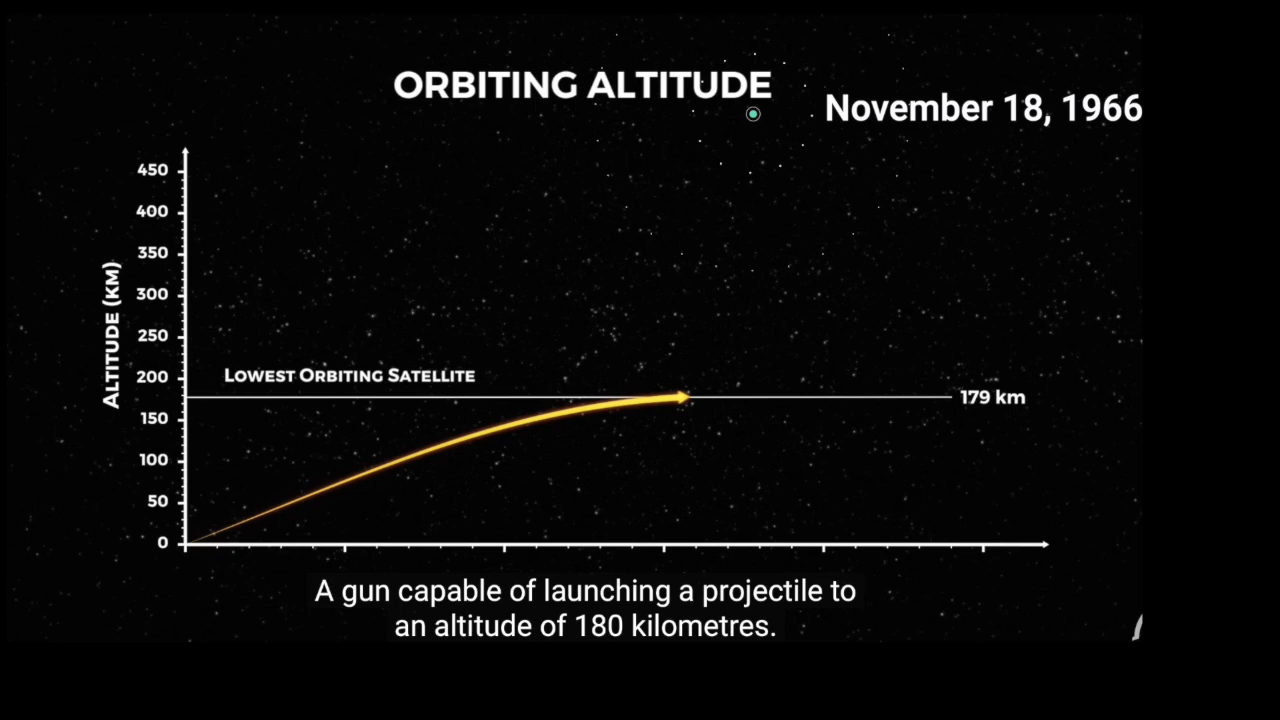 ORBITING ALTITUDE
November 18, 1966
450
400
350
300
250
200
150
100
50
0
ALTITUDE (KM)
LOWEST ORBITING SATELLITE
179 km
A gun capable of launching a projectile to
an altitude of 180 kilometres.